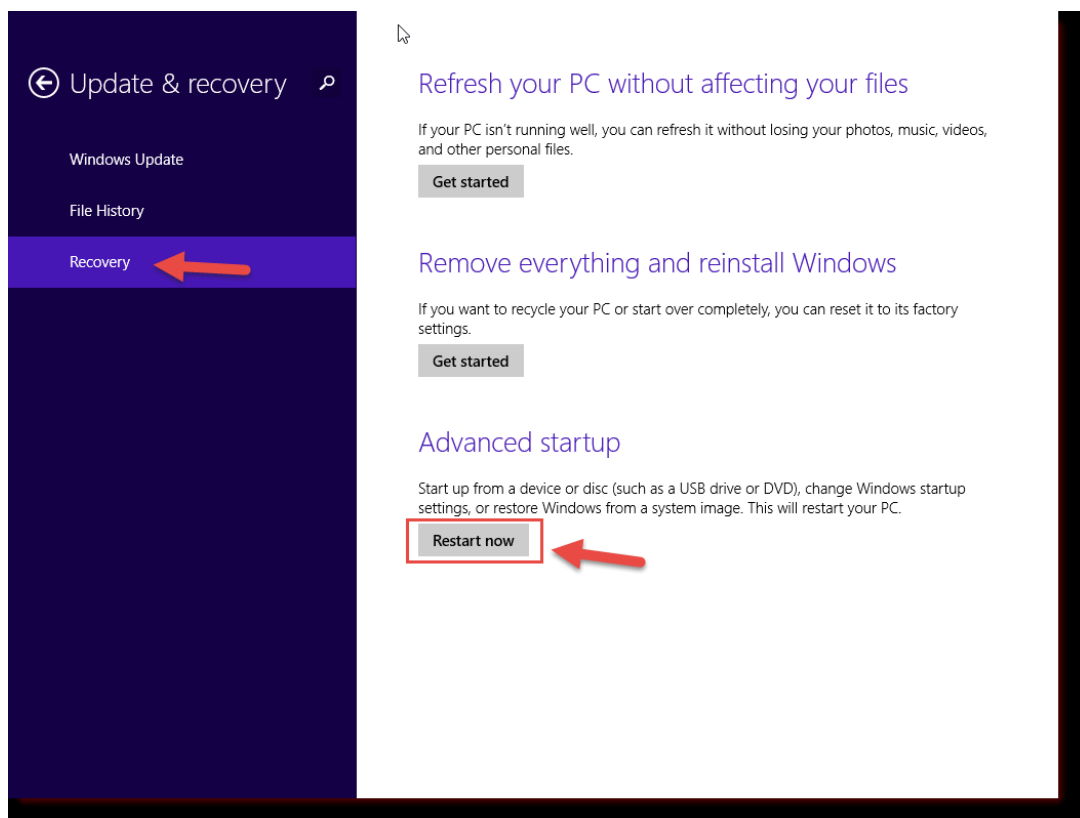 Update & recovery
Windows Update
File History
Recovery
Refresh your PC without affecting your files
If your PC isn't running well, you can refresh it without losing your photos, music, videos,
and other personal files.
Get started
Remove everything and reinstall Windows
If you want to recycle your PC or start over completely, you can reset it to its factory
settings.
Get started
Advanced startup
Start up from a device or disc (such as a USB drive or DVD), change Windows startup
settings, or restore Windows from a system image. This will restart your PC.
Restart now